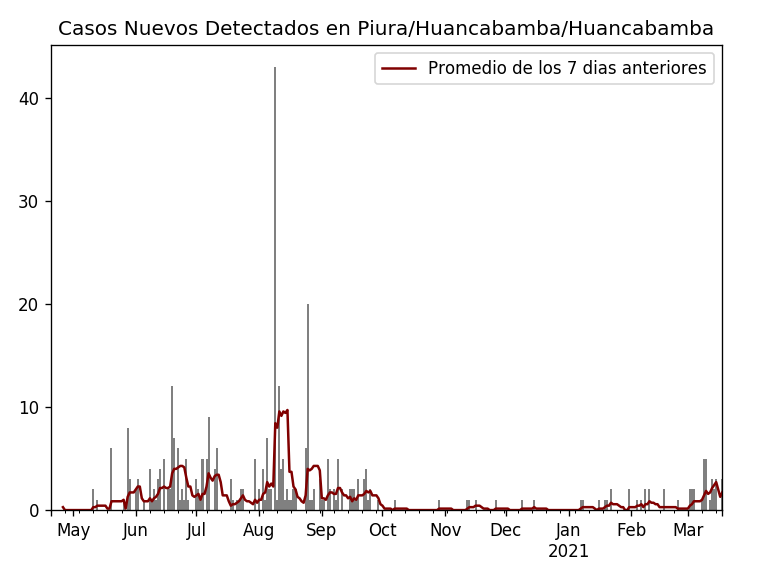 Casos Nuevos Detectados en Piura/Huancabamba/Huancabamba
Promedio de los 7 dias anteriores
40
30
20
10
0
May Jun Jul Aug Sep Oct Nov Dec Jan Feb Mar
2021